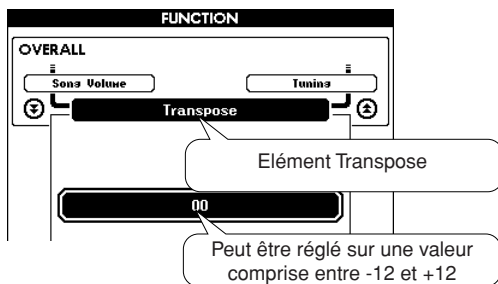 FUNCTION
OVERALL
Song Volume
Tuning
Transpose
Elément Transpose
00
Peut être réglé sur une valeur
comprise entre -12 et +12